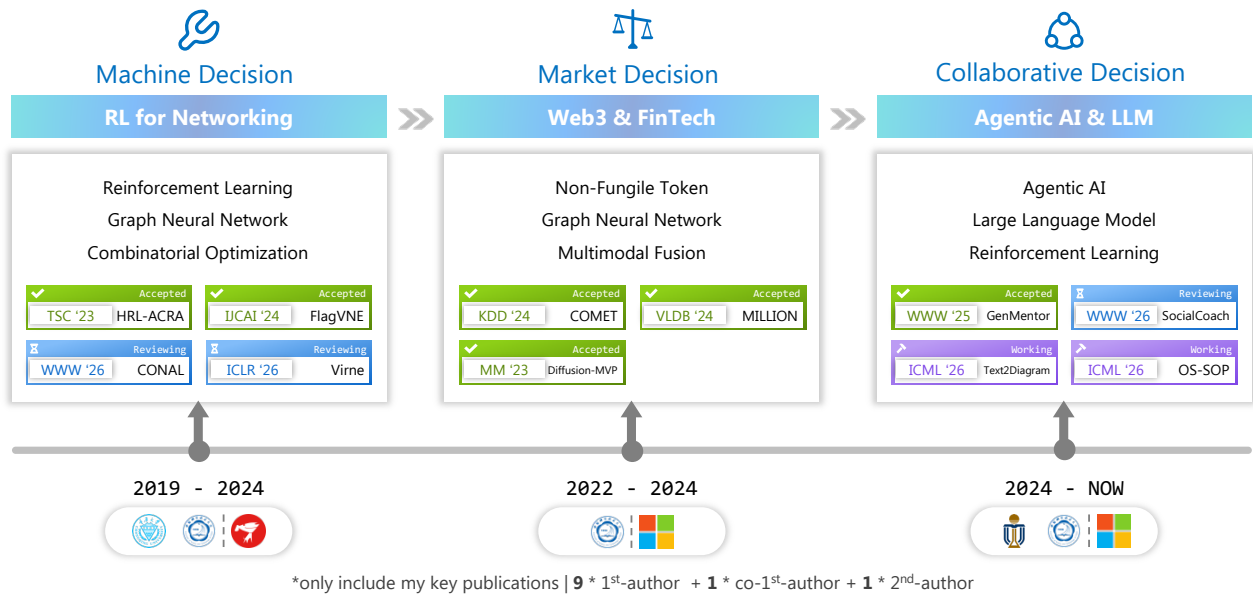 Machine Decision
RL for Networking
Reinforcement Learning
Graph Neural Network
Combinatorial Optimization
Accepted
TSC ‘23 HRL-ACRA
Accepted
IJCAI ‘24 FlagVNE
Reviewing
WWW ‘26 CONAL
Reviewing
ICLR ‘26 Virne
2019 - 2024
Market Decision
Web3 & FinTech
Non-Fungile Token
Graph Neural Network
Multimodal Fusion
Accepted
KDD ‘24 COMET
Accepted
VLDB ‘24 MILLION
Accepted
MM ‘23 Diffusion-MVP
2022 - 2024
Collaborative Decision
Agentic AI & LLM
Agentic AI
Large Language Model
Reinforcement Learning
Accepted
WWW ‘25 GenMentor
Reviewing
WWW ‘26 SocialCoach
Working
ICML ‘26 Text2Diagram
Working
ICML ‘26 OS-SOP
2024 - NOW
*only include my key publications | 9 * 1st-author + 1 * co-1st-author + 1 * 2nd-author